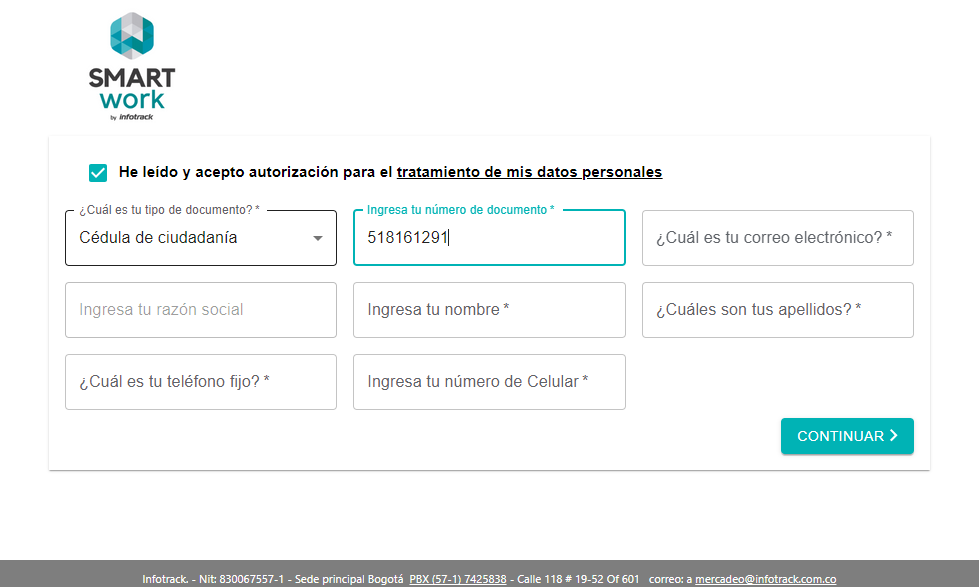 SMART
work
by infotrack
He leído y acepto autorización para el tratamiento de mis datos personales
¿Cuál es tu tipo de documento? *
Cédula de ciudadanía
Ingresa tu número de documento *
518161291
¿Cuál es tu correo electrónico? *
Ingresa tu razón social
Ingresa tu nombre *
¿Cuáles son tus apellidos? *
¿Cuál es tu teléfono fijo? *
Ingresa tu número de Celular *
CONTINUAR
Infotrack. - Nit: 830067557-1 - Sede principal Bogotá PBX (57-1) 7425838 - Calle 118 # 19-52 Of 601 correo: a mercadeo@infotrack.com.co